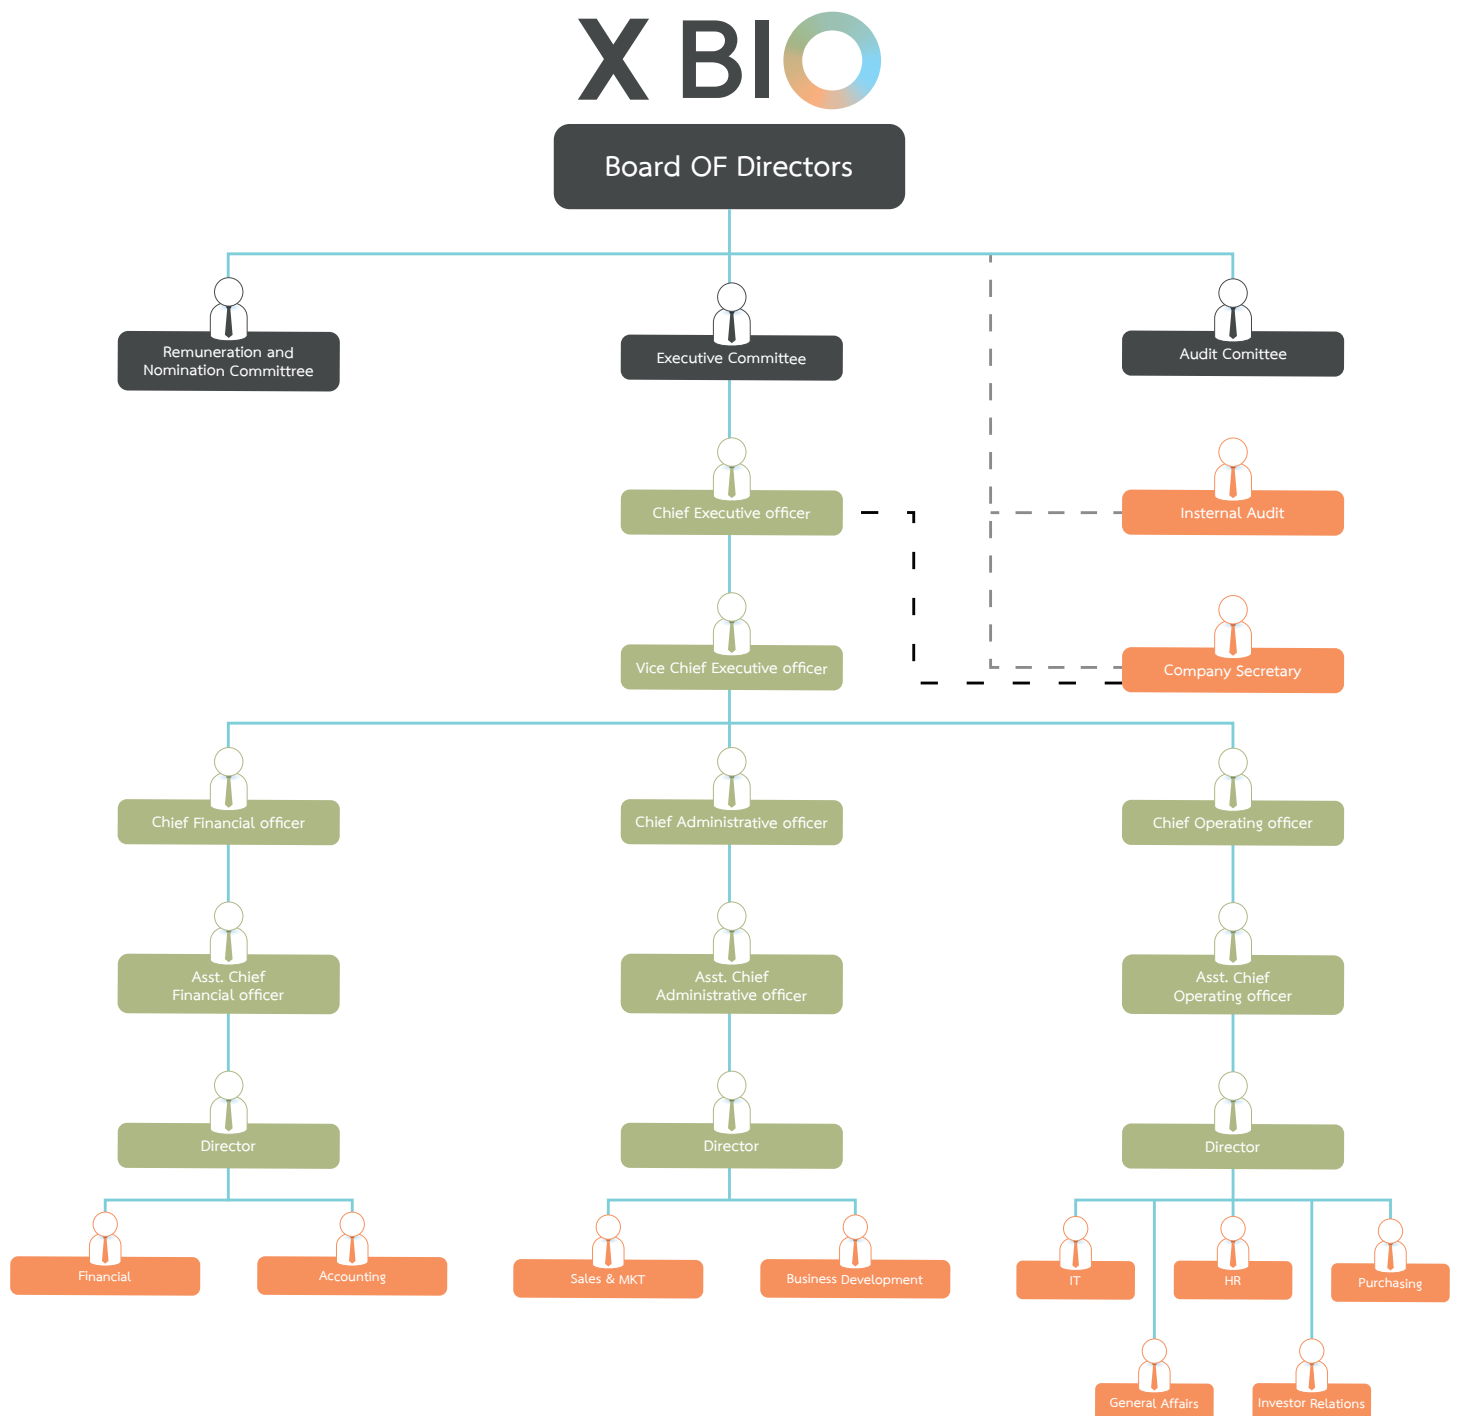 X BIO
Board OF Directors
Remuneration and
Nomination Committree
Executive Committee
Audit Comittee
Chief Executive officer
Insternal Audit
Vice Chief Executive officer
Company Secretary
Chief Financial officer
Chief Administrative officer
Chief Operating officer
Asst. Chief
Financial officer
Asst. Chief
Administrative officer
Asst. Chief
Operating officer
Director
Director
Director
Financial
Accounting
Sales & MKT
Business Development
IT
HR
Purchasing
General Affairs
Investor Relations